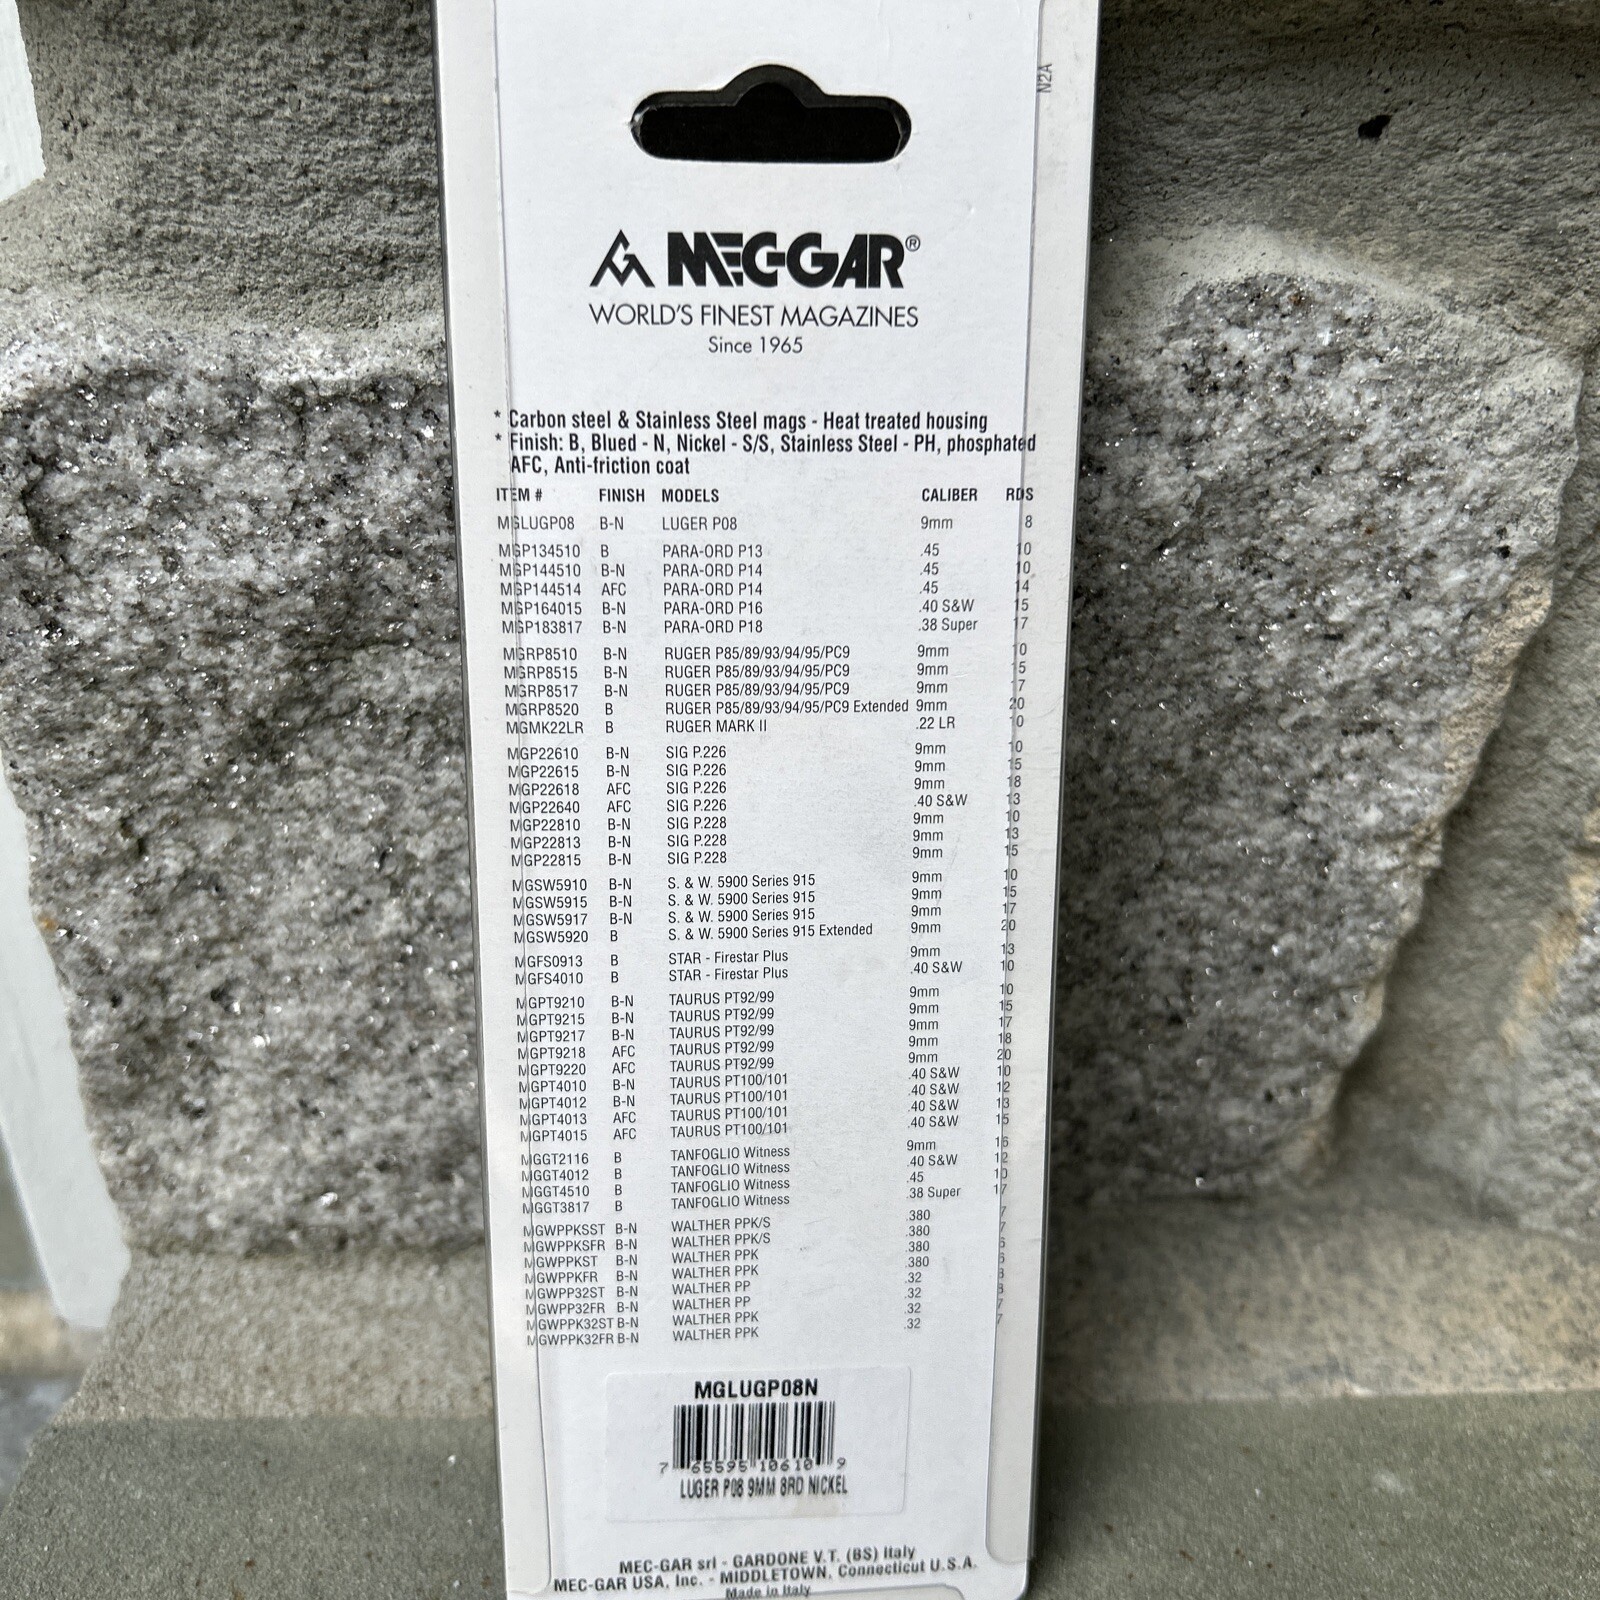 N2A
MEC-GAR®
WORLD'S FINEST MAGAZINES
Since 1965
* Carbon steel & Stainless Steel mags - Heat treated housing
* Finish: B, Blued - N, Nickel - S/S, Stainless Steel - PH, phosphated
AFC, Anti-friction coat
ITEM # FINISH MODELS CALIBER RDS
MGLUGP08 B-N LUGER P08 9mm 8
MGP134510 B PARA-ORD P13 .45 10
MGP144510 B-N PARA-ORD P14 .45 10
MGP144514 AFC PARA-ORD P14 .45 14
MGP164015 B-N PARA-ORD P16 .40 S&W 15
MGP183817 B-N PARA-ORD P18 .38 Super 17
MGRP8510 B-N RUGER P85/89/93/94/95/PC9 9mm 10
MGRP8515 B-N RUGER P85/89/93/94/95/PC9 9mm 15
MGRP8517 B-N RUGER P85/89/93/94/95/PC9 9mm 17
MGRP8520 B RUGER P85/89/93/94/95/PC9 Extended 9mm 20
MGMK22LR B RUGER MARK II .22 LR 10
MGP22610 B-N SIG P.226 9mm 10
MGP22615 B-N SIG P.226 9mm 15
MGP22618 AFC SIG P.226 9mm 18
MGP22640 AFC SIG P.226 .40 S&W 13
MGP22810 B-N SIG P.228 9mm 10
MGP22813 B-N SIG P.228 9mm 13
MGP22815 B-N SIG P.228 9mm 15
MGSW5910 B-N S. & W. 5900 Series 915 9mm 10
MGSW5915 B-N S. & W. 5900 Series 915 9mm 15
MGSW5917 B-N S. & W. 5900 Series 915 9mm 17
MGSW5920 B S. & W. 5900 Series 915 Extended 9mm 20
MGFS0913 B STAR - Firestar Plus 9mm 13
MGFS4010 B STAR - Firestar Plus .40 S&W 10
MGPT9210 B-N TAURUS PT92/99 9mm 10
MGPT9215 B-N TAURUS PT92/99 9mm 15
MGPT9217 B-N TAURUS PT92/99 9mm 17
MGPT9218 AFC TAURUS PT92/99 9mm 18
MGPT9220 AFC TAURUS PT92/99 9mm 20
MGPT4010 B-N TAURUS PT100/101 .40 S&W 10
MGPT4012 B-N TAURUS PT100/101 .40 S&W 12
MGPT4013 AFC TAURUS PT100/101 .40 S&W 13
MGPT4015 AFC TAURUS PT100/101 .40 S&W 15
MGGT2116 B TANFOGLIO Witness 9mm 16
MGGT4012 B TANFOGLIO Witness .40 S&W 12
MGGT4510 B TANFOGLIO Witness .45 10
MGGT3817 B TANFOGLIO Witness .38 Super 17
MGWPPKSST B-N WALTHER PPK/S .380 7
MGWPPKSFR B-N WALTHER PPK/S .380 7
MGWPPKST B-N WALTHER PPK .380 6
MGWPPKFR B-N WALTHER PPK .380 6
MGWPP32ST B-N WALTHER PP .32 8
MGWPP32FR B-N WALTHER PP .32 8
MGWPPK32ST B-N WALTHER PPK .32 7
MGWPPK32FR B-N WALTHER PPK .32 7
MGLUGP08N
7 65595 10610 9
LUGER P08 9MM 8RD NICKEL
MEC-GAR srl - GARDONE V.T. (BS) Italy
MEC-GAR USA, Inc. - MIDDLETOWN, Connecticut U.S.A.
Made in Italy